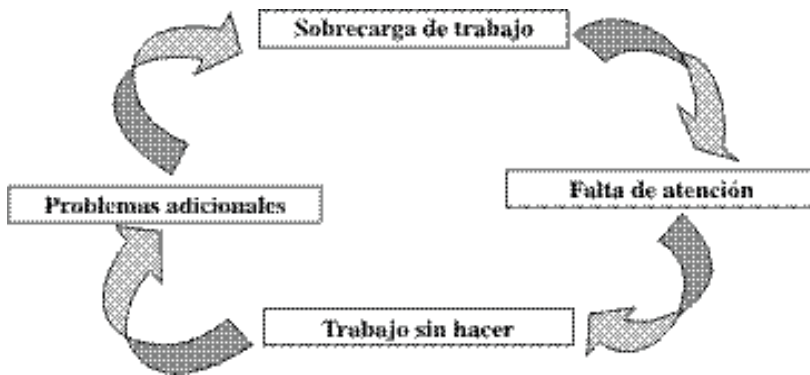 Sobrecarga de trabajo
Falta de atención
Problemas adicionales
Trabajo sin hacer